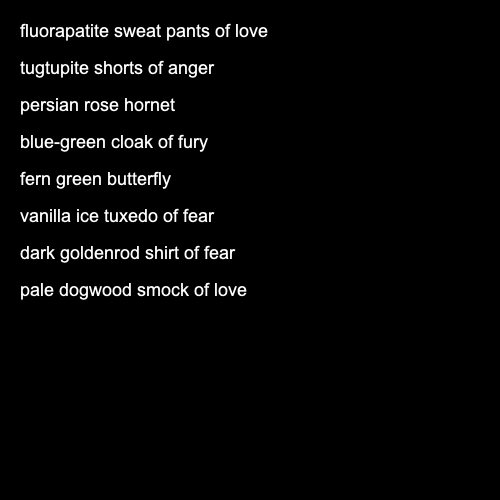 fluorapatite sweat pants of love
tugtupite shorts of anger
persian rose hornet
blue-green cloak of fury
fern green butterfly
vanilla ice tuxedo of fear
dark goldenrod shirt of fear
pale dogwood smock of love